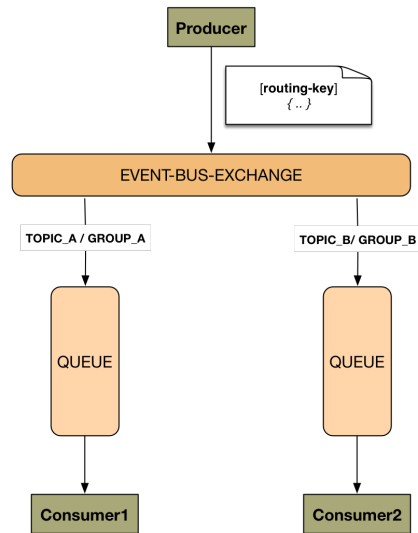 Producer
[routing-key]
{ .. }
EVENT-BUS-EXCHANGE
TOPIC_A / GROUP_A
TOPIC_B/ GROUP_B
QUEUE
QUEUE
Consumer1
Consumer2